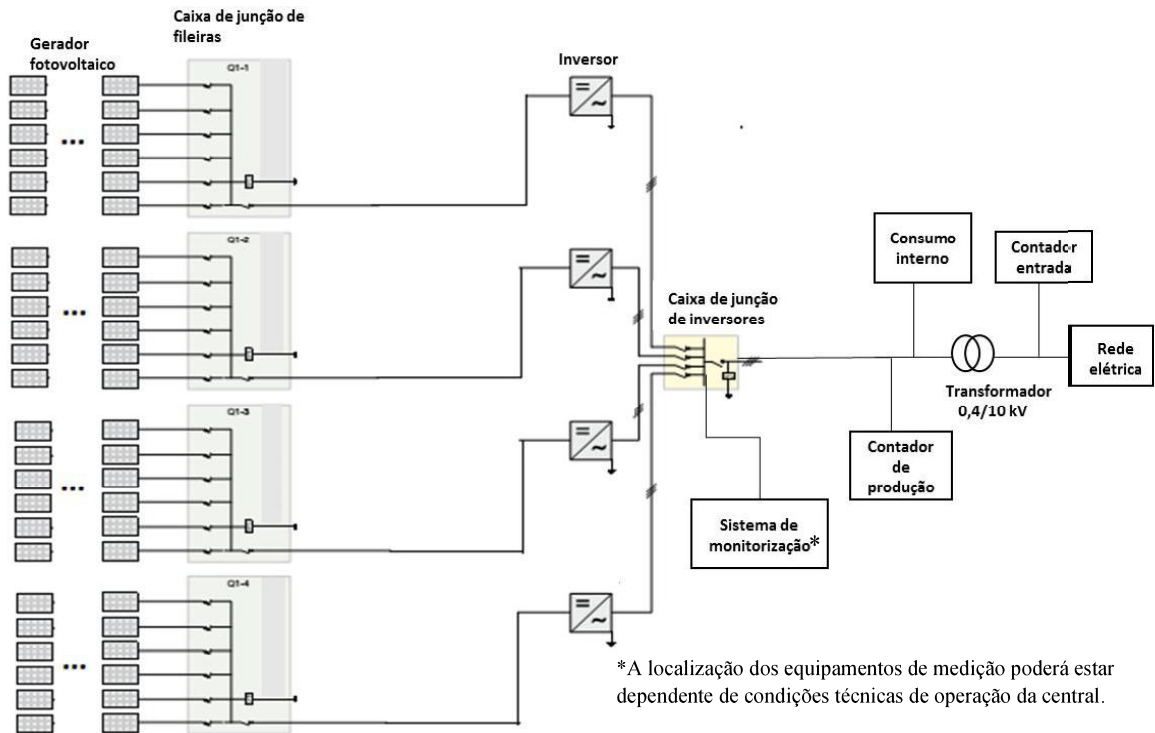 Caixa de junção de
fileiras
Gerador
fotovoltaico
Q1-1
Inversor
Q1-2
Caixa de junção
de inversores
Consumo
interno
Contador
entrada
Rede
elétrica
Transformador
0,4/10 kV
Contador
de
produção
Q1-3
Sistema de
monitorização*
Q1-4
*A localização dos equipamentos de medição poderá estar
dependente de condições técnicas de operação da central.